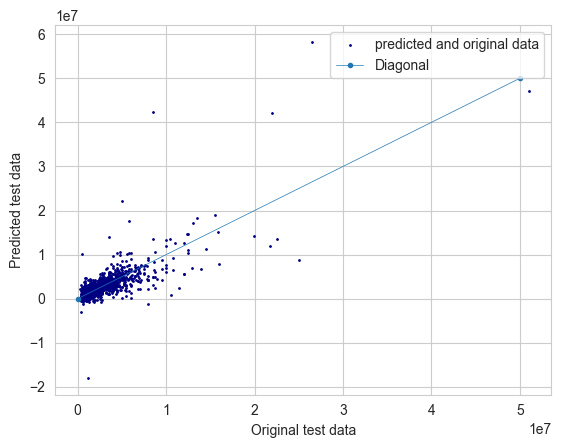 1e7
predicted and original data
Diagonal
6
5
4
3
2
1
0
−1
−2
Predicted test data
0
1
2
3
4
5
1e7
Original test data